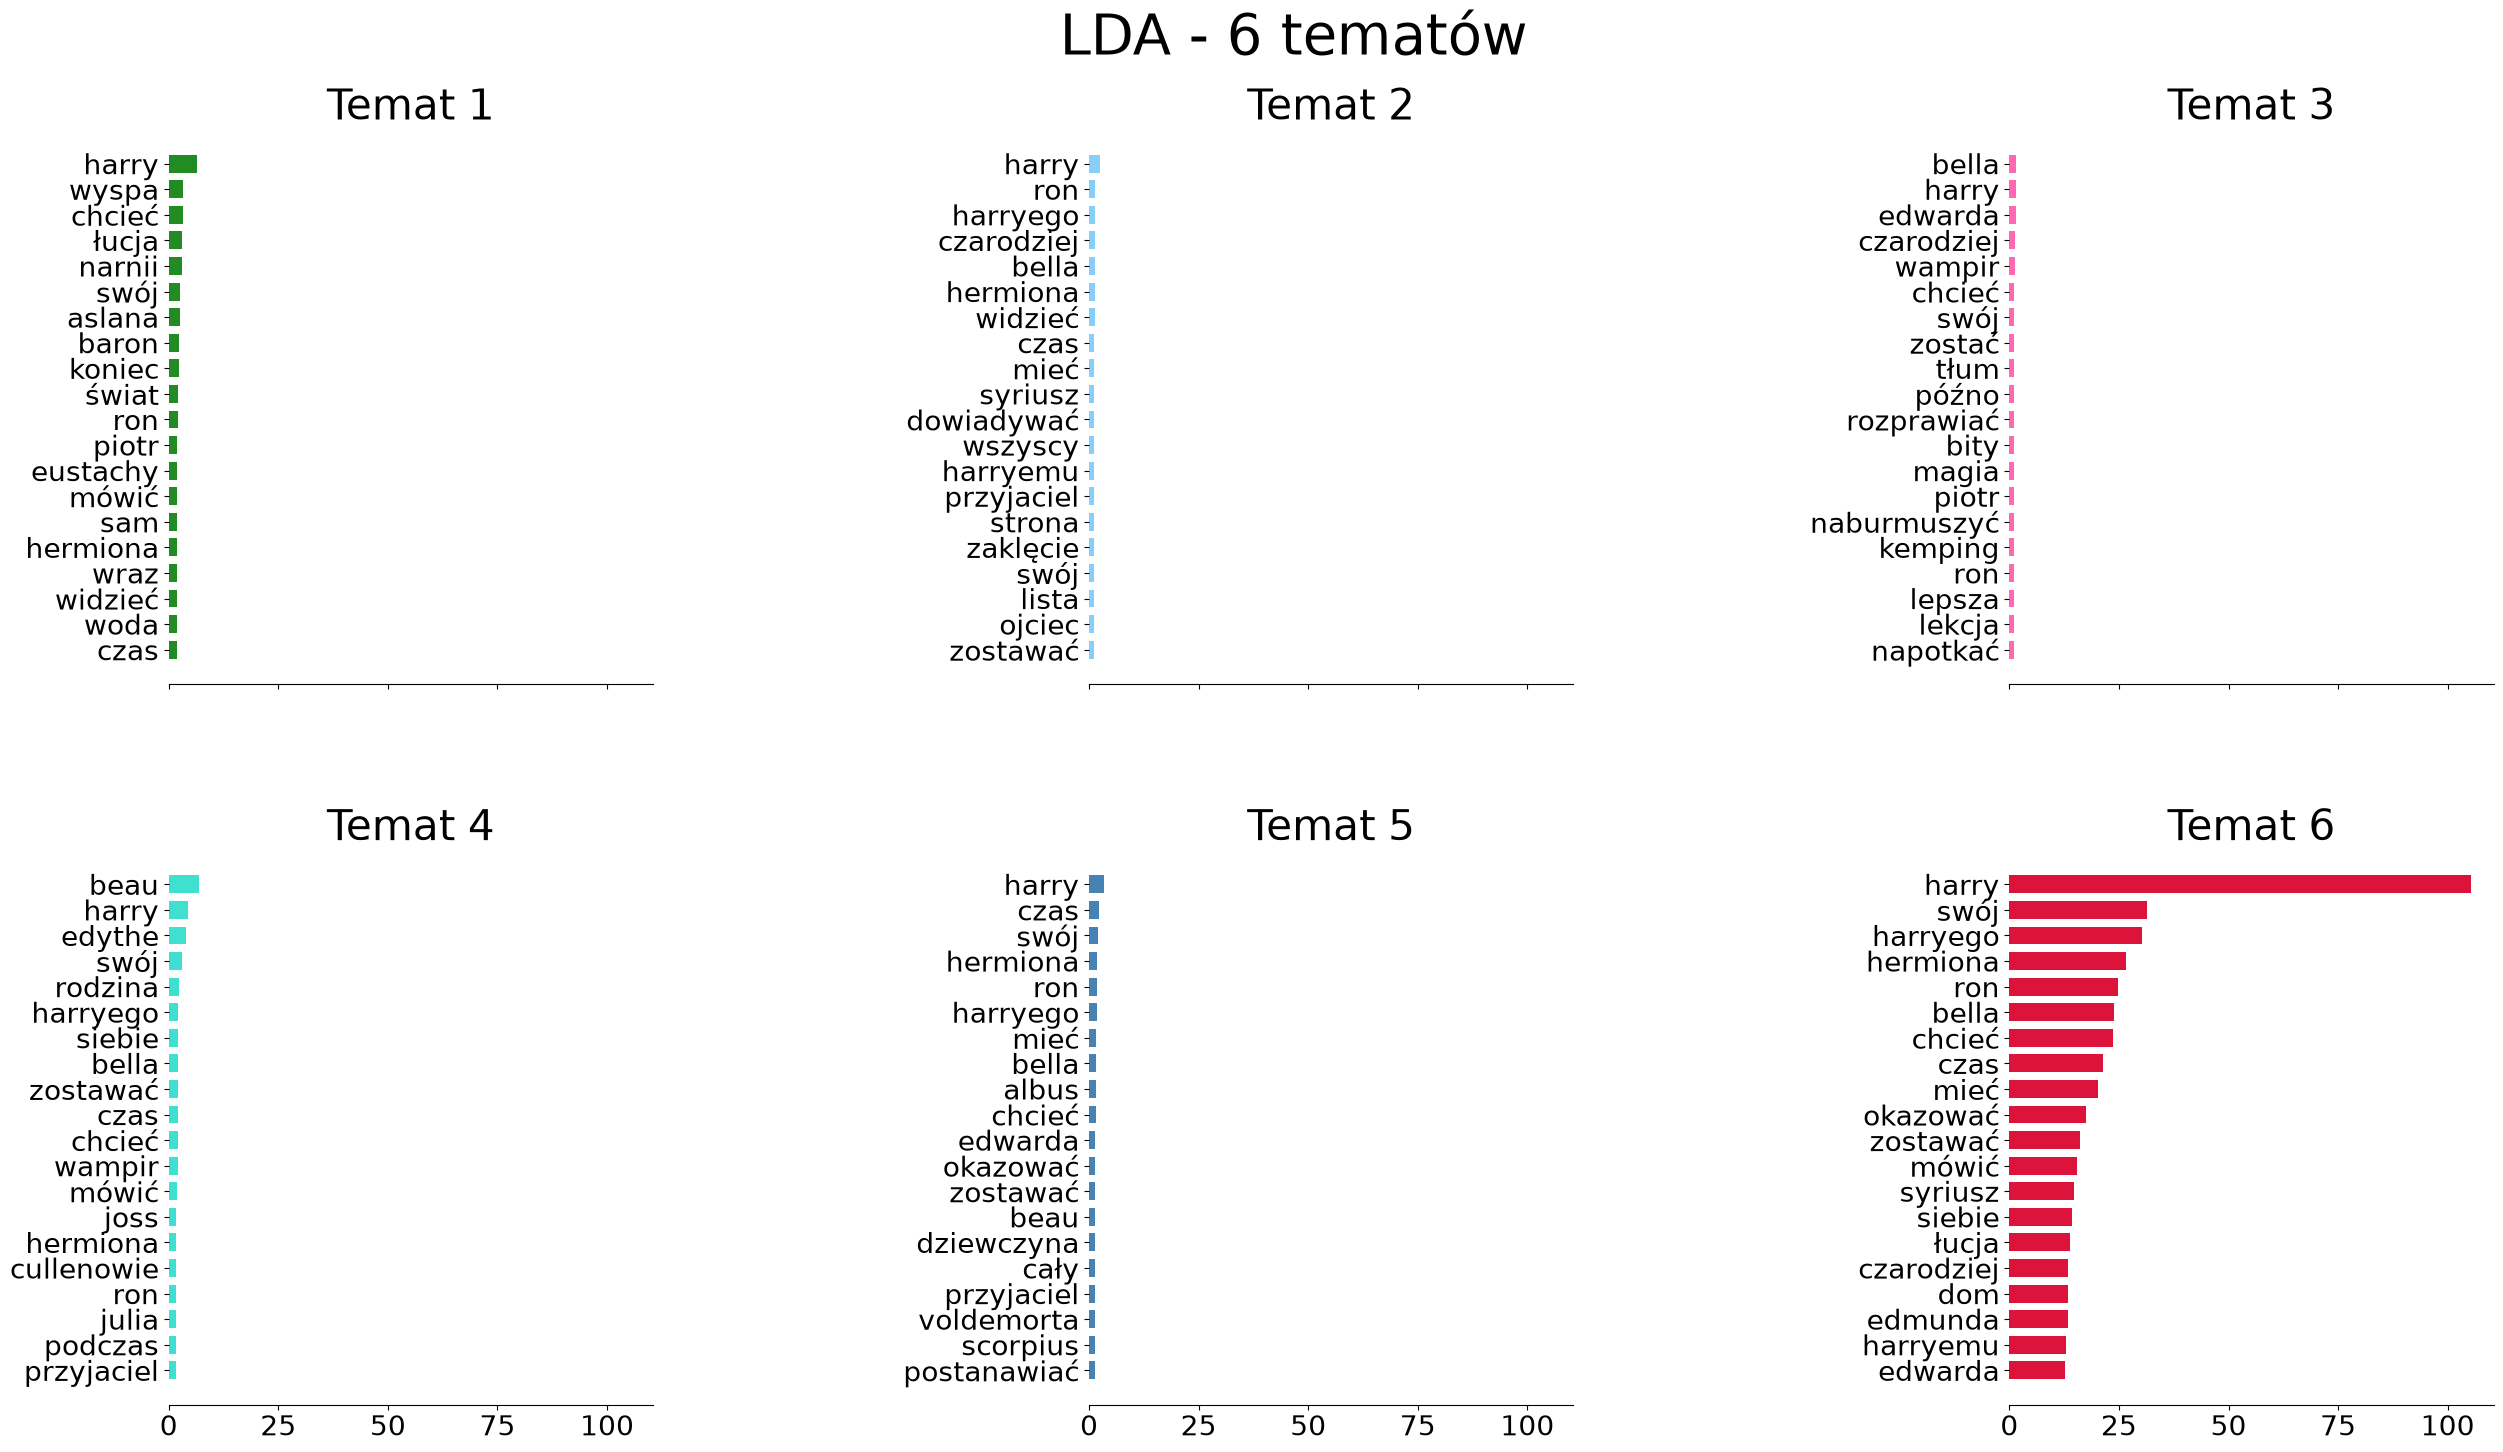 LDA - 6 tematów
Temat 1
harry
wyspa
chcieć
łucja
narnii
swój
aslana
baron
koniec
świat
ron
piotr
eustachy
mówić
sam
hermiona
wraz
widzieć
woda
czas
Temat 2
harry
ron
harryego
czarodziej
bella
hermiona
widzieć
czas
mieć
syriusz
dowiadywać
wszyscy
harryemu
przyjaciel
strona
zaklęcie
swój
lista
ojciec
zostawać
Temat 3
bella
harry
edwarda
czarodziej
wampir
chcieć
swój
zostać
tłum
późno
rozprawiać
bity
magia
piotr
naburmuszyć
kemping
ron
lepsza
lekcja
napotkać
Temat 4
beau
harry
edythe
swój
rodzina
harryego
siebie
bella
zostawać
czas
chcieć
wampir
mówić
joss
hermiona
cullenowie
ron
julia
podczas
przyjaciel
0 25 50 75 100
Temat 5
harry
czas
swój
hermiona
ron
harryego
mieć
bella
albus
chcieć
edwarda
okazować
zostawać
beau
dziewczyna
cały
przyjaciel
voldemorta
scorpius
postanawiać
0 25 50 75 100
Temat 6
harry
swój
harryego
hermiona
ron
bella
chcieć
czas
mieć
okazować
zostawać
mówić
syriusz
siebie
łucja
czarodziej
dom
edmunda
harryemu
edwarda
0 25 50 75 100